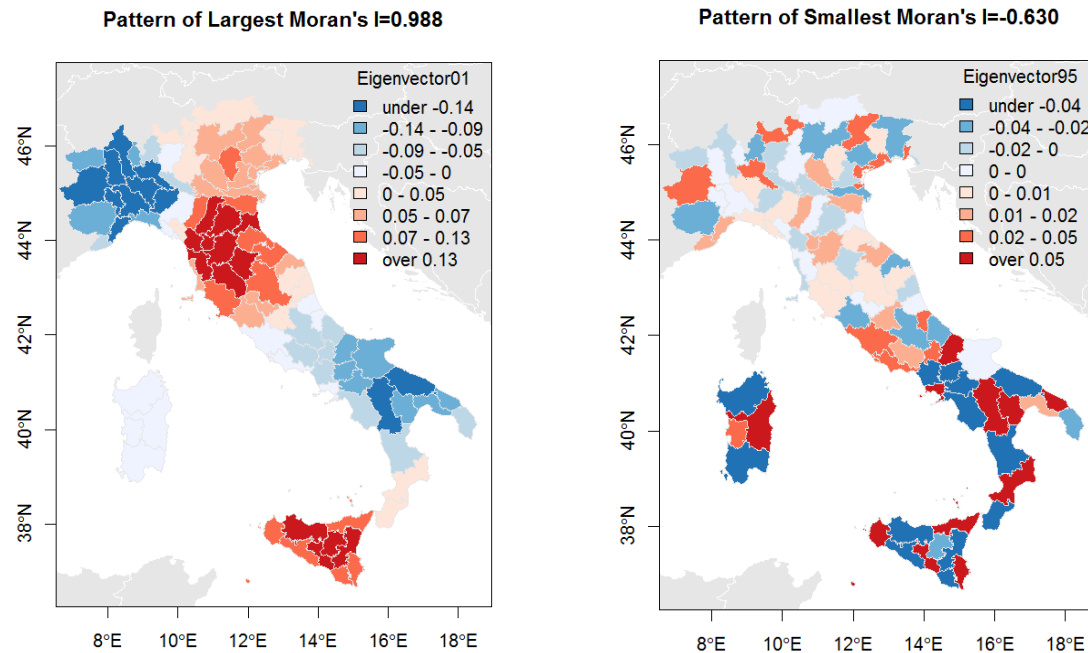 Pattern of Largest Moran's I=0.988
Eigenvector01
under -0.14
-0.14 - -0.09
-0.09 - -0.05
-0.05 - 0
0 - 0.05
0.05 - 0.07
0.07 - 0.13
over 0.13
46°N
44°N
42°N
40°N
38°N
8°E 10°E 12°E 14°E 16°E 18°E
Pattern of Smallest Moran's I=-0.630
Eigenvector95
under -0.04
-0.04 - -0.02
-0.02 - 0
0 - 0
0 - 0.01
0.01 - 0.02
0.02 - 0.05
over 0.05
46°N
44°N
42°N
40°N
38°N
8°E 10°E 12°E 14°E 16°E 18°E